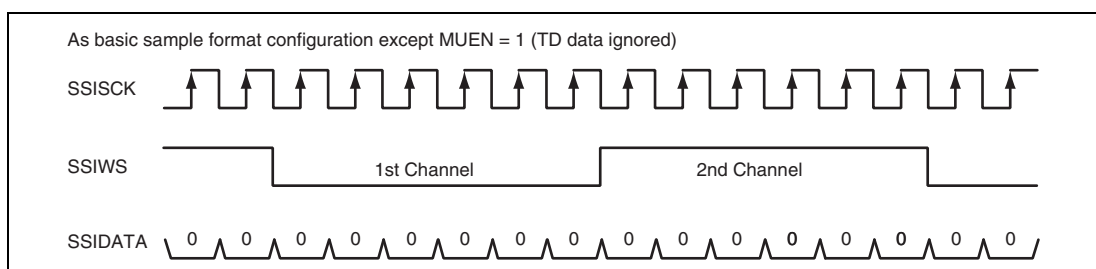 As basic sample format configuration except MUEN = 1 (TD data ignored)
SSISCK
SSIWS
1st Channel
2nd Channel
SSIDATA
0 0 0 0 0 0 0 0 0 0 0 0 0 0 0 0